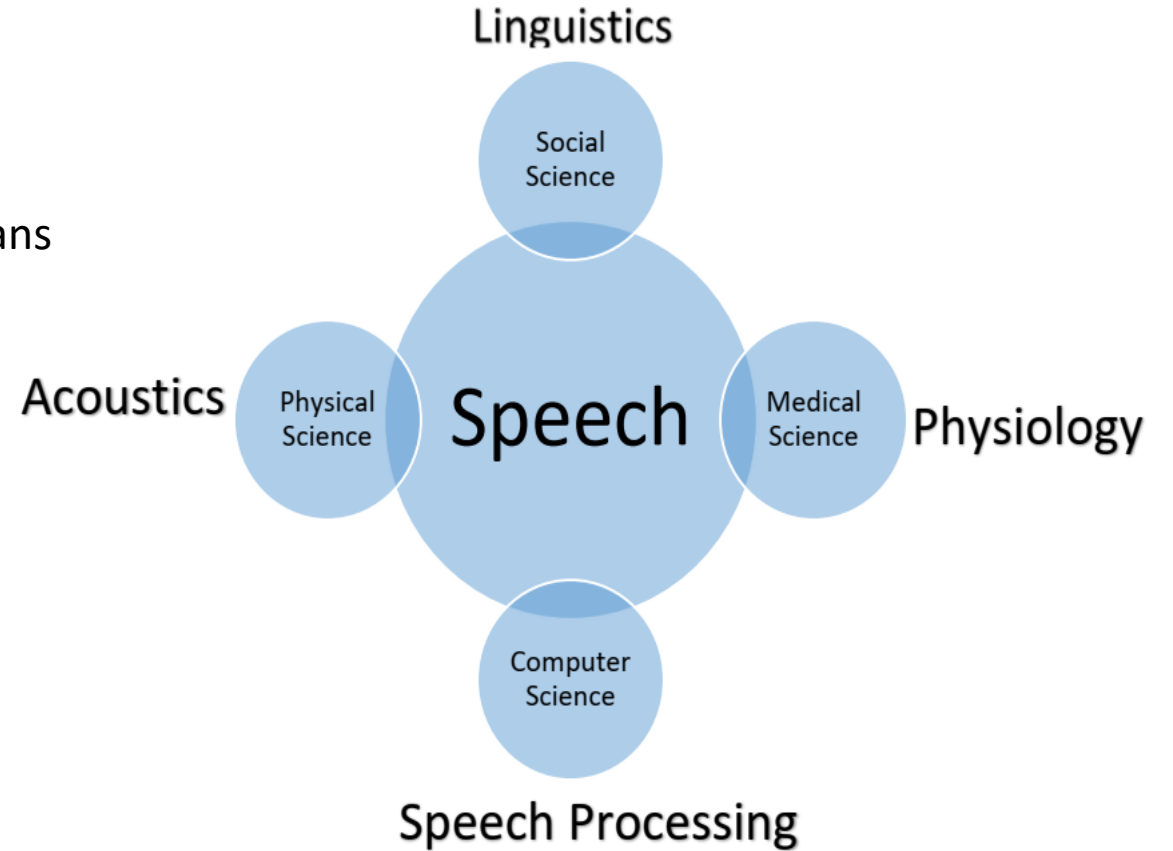 Linguistics
Social
Science
ans
Acoustics
Physical
Science
Speech
Medical
Science
Physiology
Computer
Science
Speech Processing